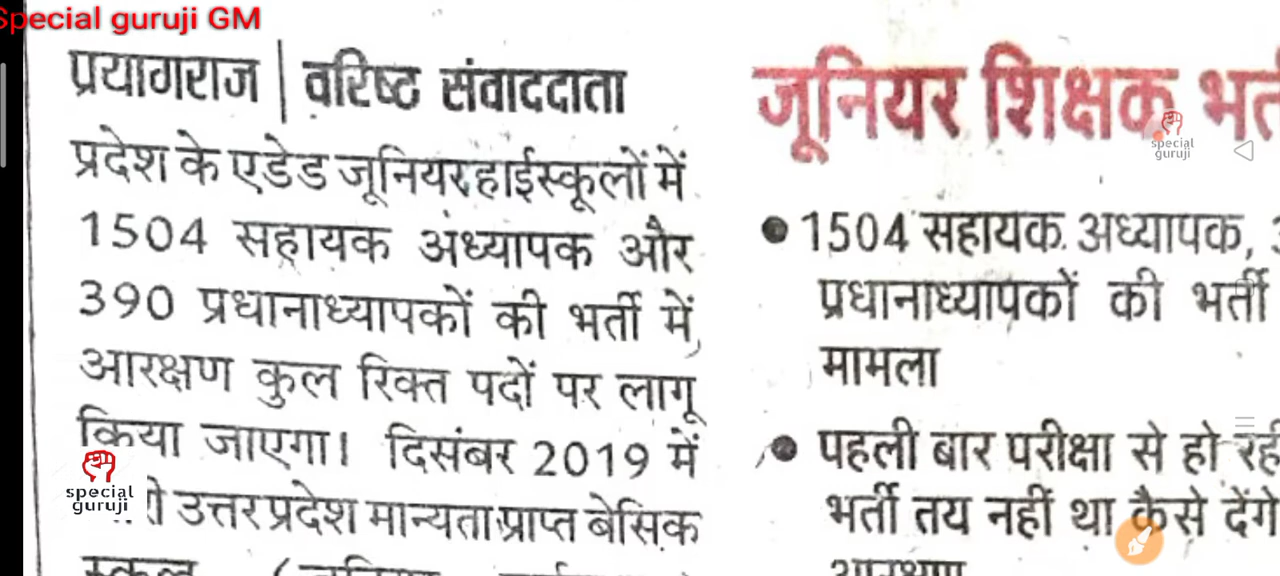 Special guruji GM
प्रयागराज | वरिष्ठ संवाददाता
प्रदेश के एडेड जूनियर हाईस्कूलों में
1504 सहायक अध्यापक और
390 प्रधानाध्यापकों की भर्ती में
आरक्षण कुल रिक्त पदों पर लागू
किया जाएगा। दिसंबर 2019 में
उत्तर प्रदेश मान्यता प्राप्त बेसिक
जूनियर शिक्षक
special
guruji
● 1504 सहायक अध्यापक,
प्रधानाध्यापकों की भर्ती
मामला
● पहली बार परीक्षा से हो रही
भर्ती तय नहीं था कैसे देंगे
special
guruji